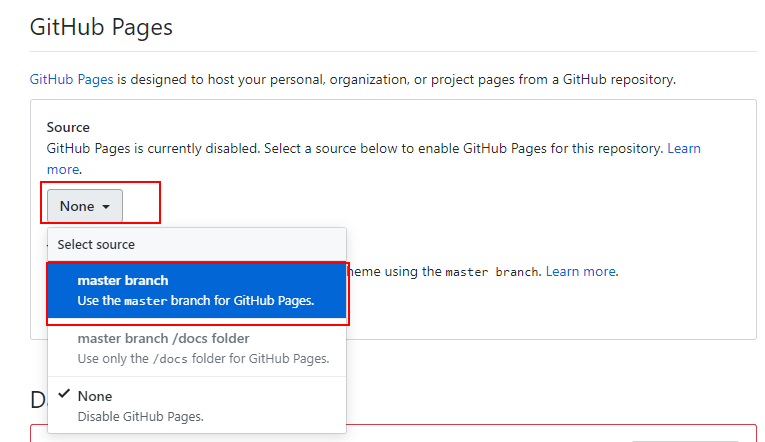 GitHub Pages
GitHub Pages is designed to host your personal, organization, or project pages from a GitHub repository.
Source
GitHub Pages is currently disabled. Select a source below to enable GitHub Pages for this repository. Learn
more.
None
Select source
master branch
Use the master branch for GitHub Pages.
heme using the master branch. Learn more.
master branch /docs folder
Use only the /docs folder for GitHub Pages.
None
Disable GitHub Pages.
D